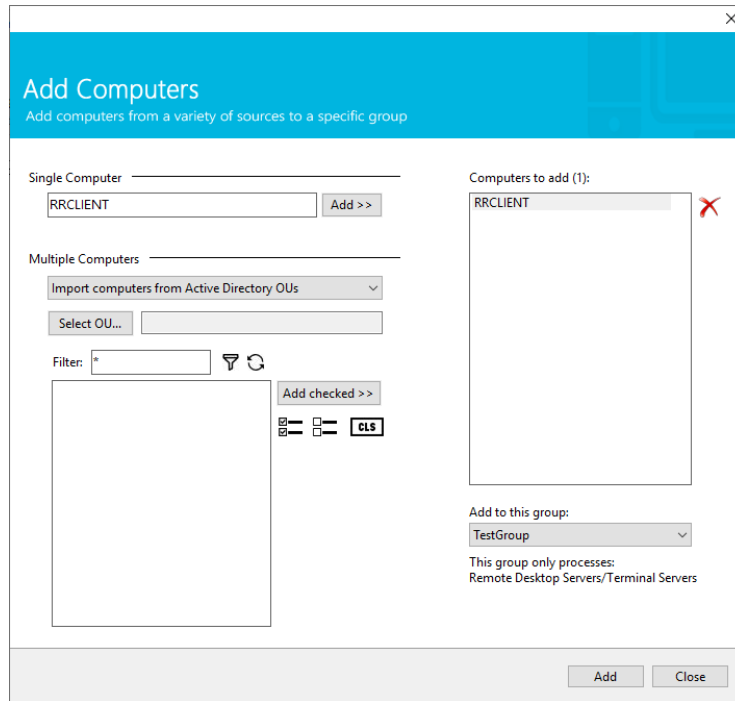 Add Computers
Add computers from a variety of sources to a specific group
Single Computer
RRCLIENT
Add >>
Multiple Computers
Import computers from Active Directory OUs
Select OU...
Filter:
*
Add checked >>
CLS
Computers to add (1):
RRCLIENT
Add to this group:
TestGroup
This group only processes:
Remote Desktop Servers/Terminal Servers
Add
Close